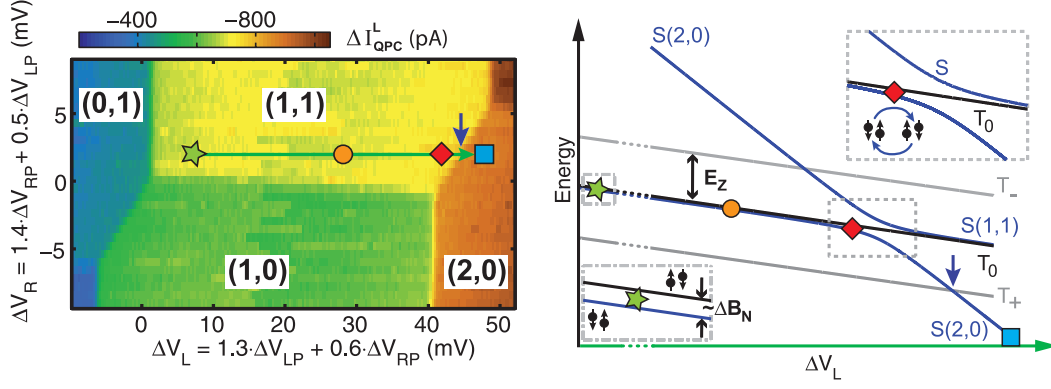 −400
−800
ΔI^L_QPC (pA)
ΔV_R = 1.4·ΔV_RP + 0.5·ΔV_LP (mV)
5
0
−5
(0,1)
(1,1)
(1,0)
(2,0)
0
10
20
30
40
50
ΔV_L = 1.3·ΔV_LP + 0.6·ΔV_RP (mV)
Energy
S(2,0)
S
T_0
E_Z
T_-
S(1,1)
T_0
T_+
~ΔB_N
S(2,0)
ΔV_L